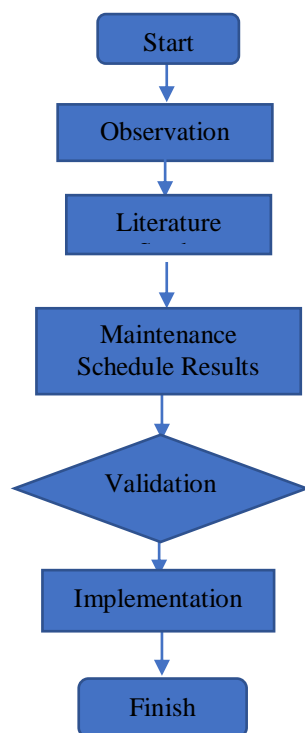 Start
Observation
Literature
Maintenance
Schedule Results
Validation
Implementation
Finish